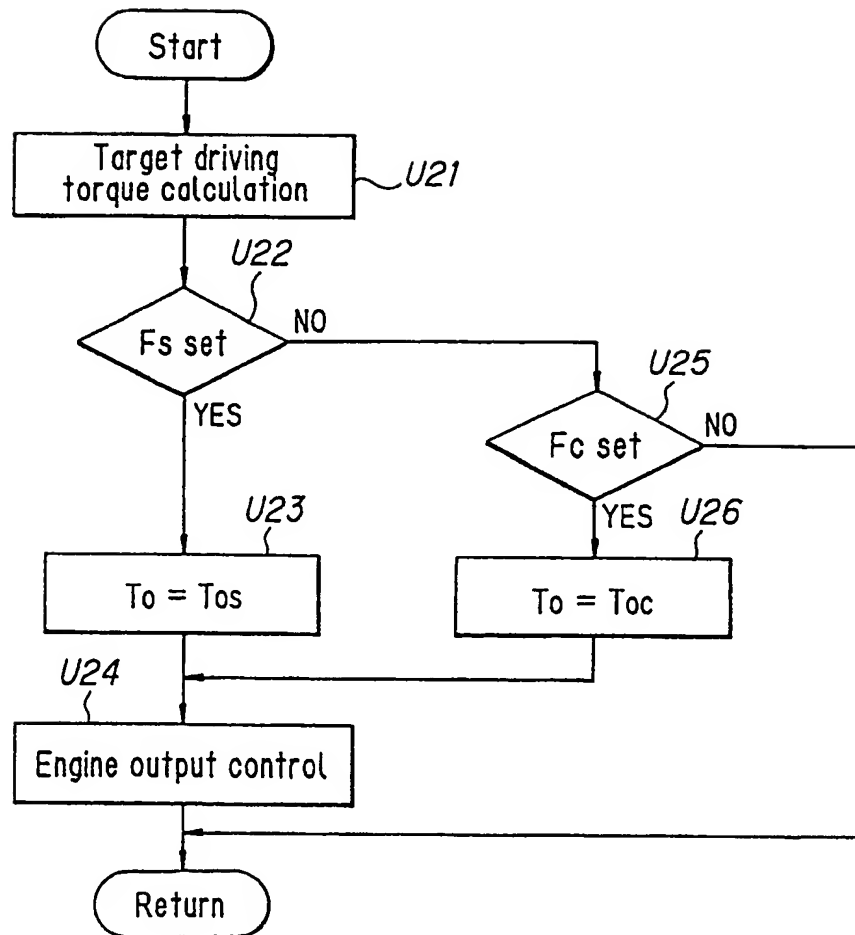 Start
Target driving
torque calculation
U21
U22
Fs set
NO
YES
U25
Fc set
NO
YES
U23
To = Tos
U26
To = Toc
U24
Engine output control
Return